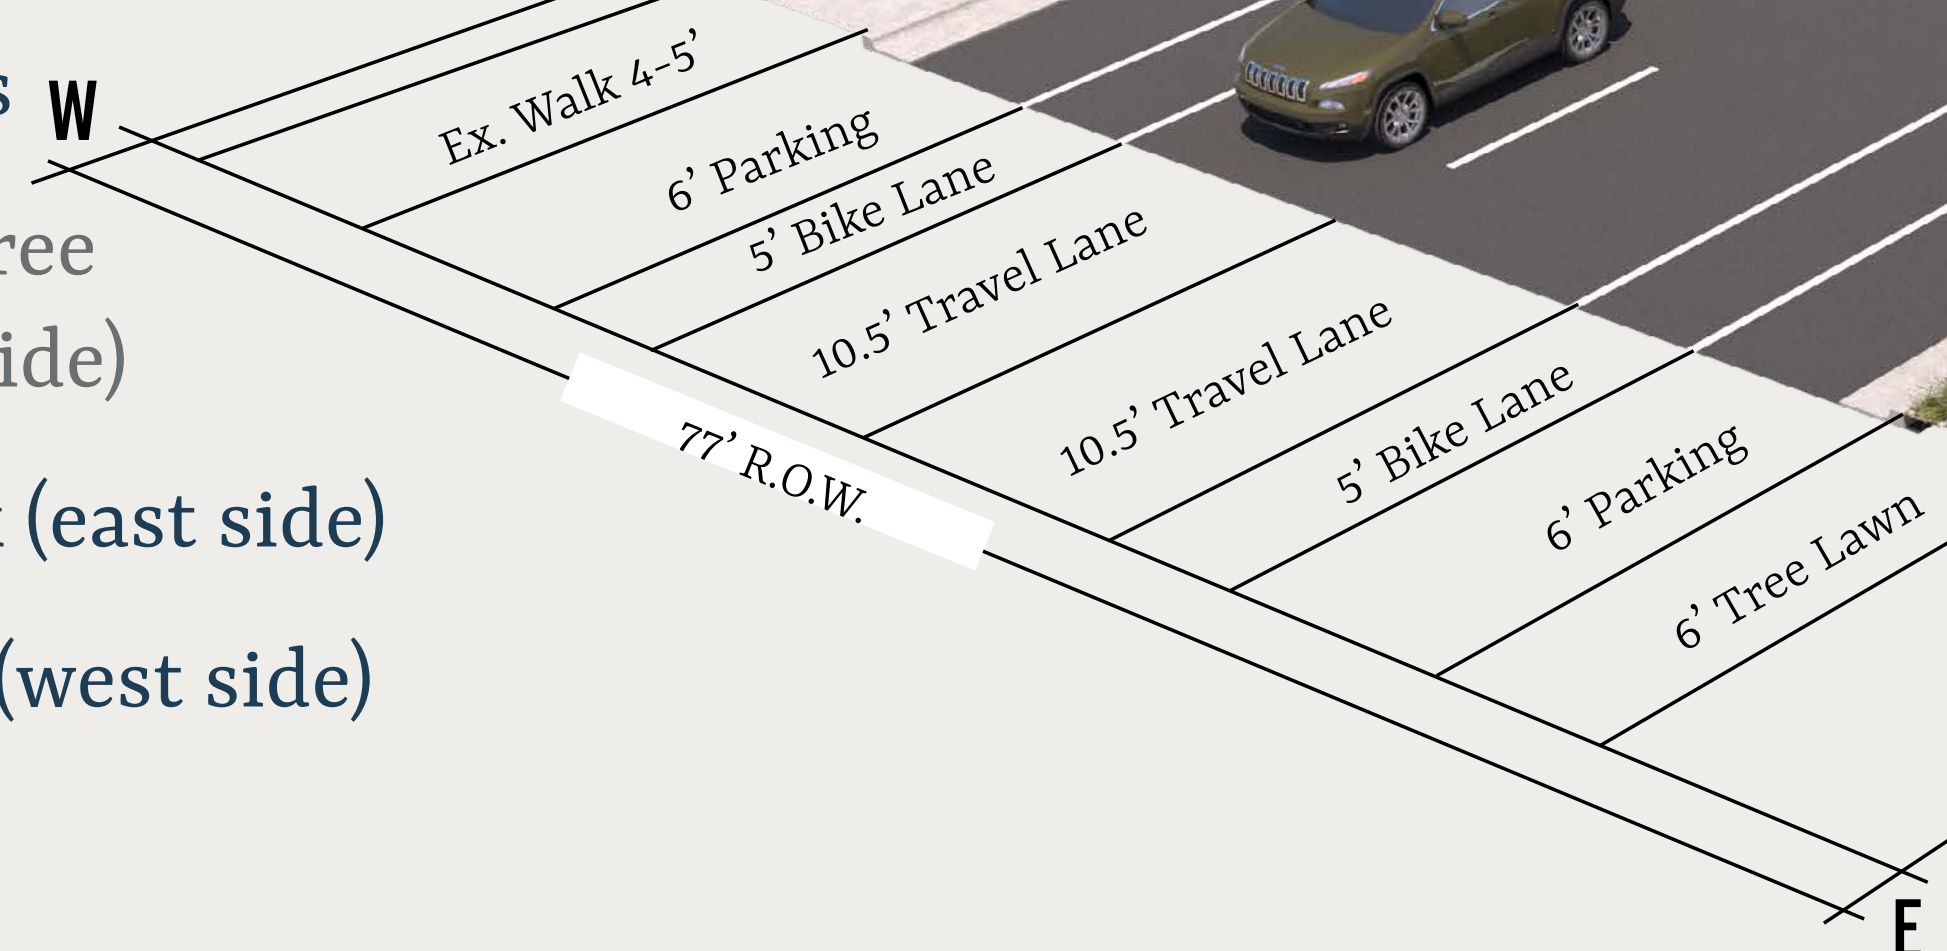 s
W
ree
ide)
(east side)
(west side)
Ex. Walk 4-5’
6’ Parking
5’ Bike Lane
10.5’ Travel Lane
10.5’ Travel Lane
5’ Bike Lane
6’ Parking
6’ Tree Lawn
77’ R.O.W.
E